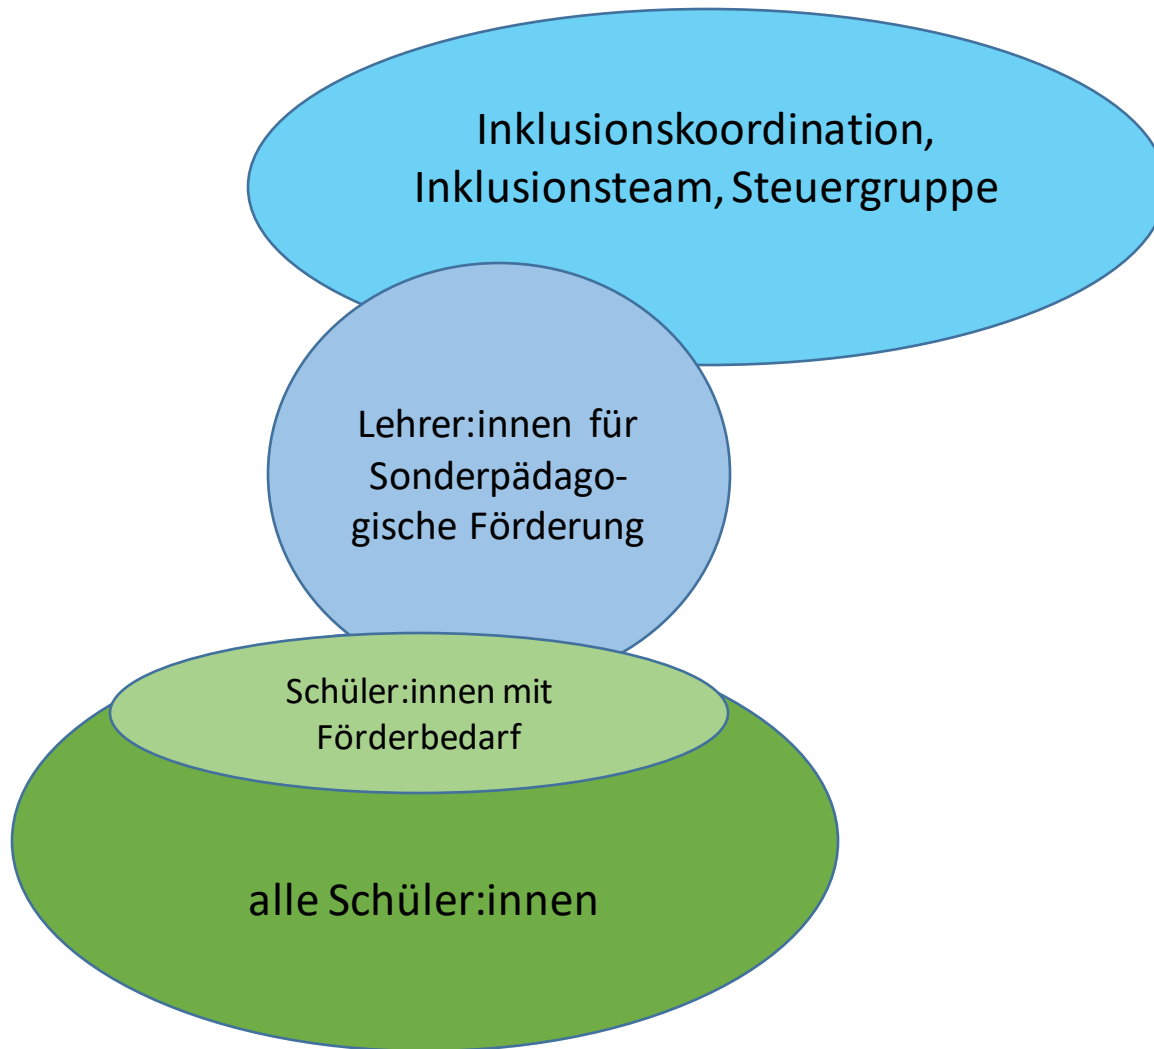 Inklusionskoordination,
Inklusionsteam, Steuergruppe
Lehrer:innen für
Sonderpädago-
gische Förderung
Schüler:innen mit
Förderbedarf
alle Schüler:innen